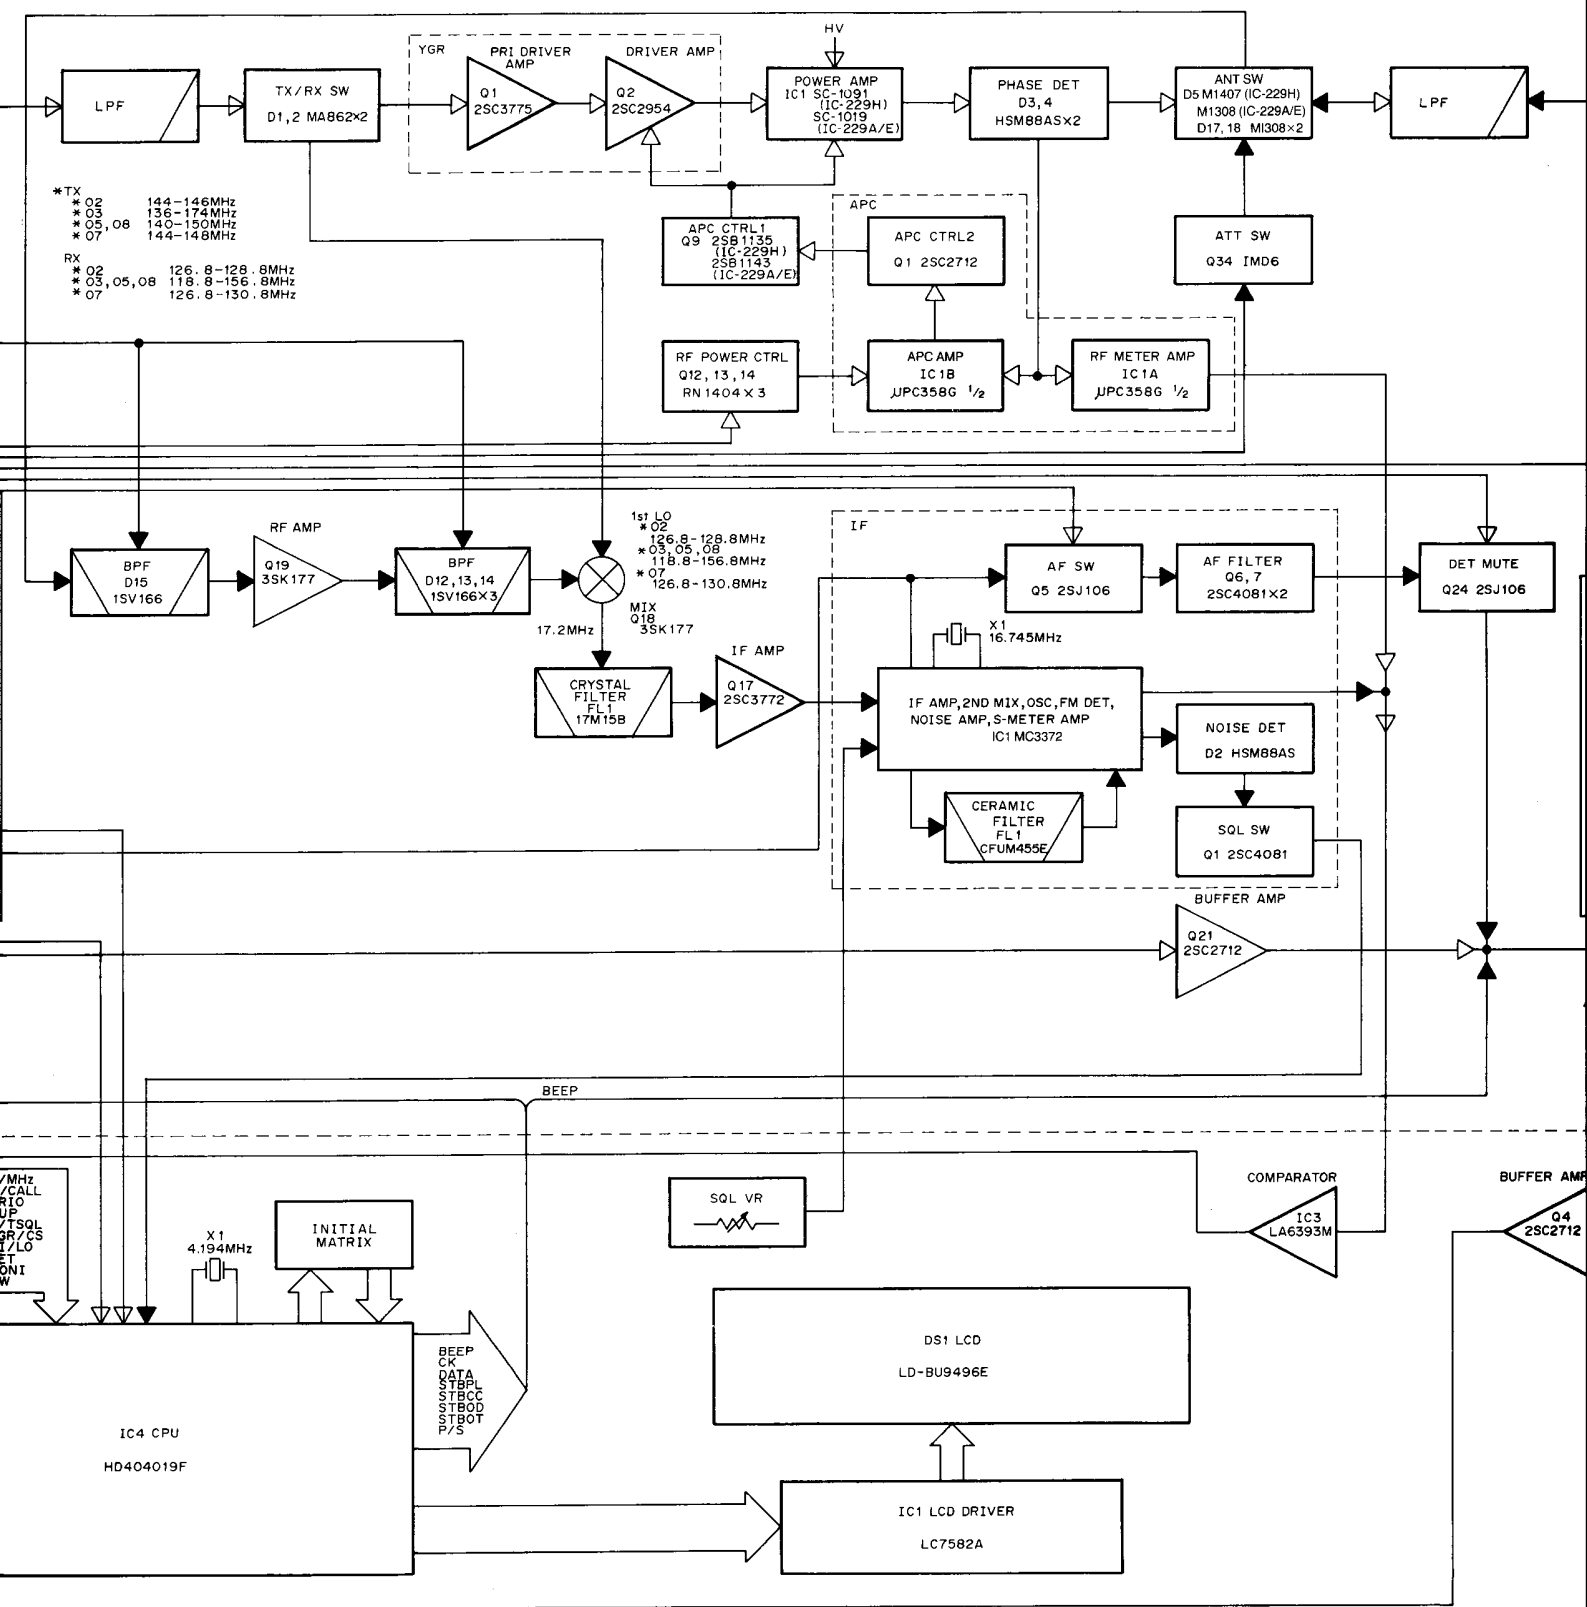 HV
YGR
PRI DRIVER
AMP
DRIVER AMP
LPF
TX/RX SW
D1,2 MA862×2
Q1
2SC3775
Q2
2SC2954
POWER AMP
IC1 SC-1091
(IC-229H)
SC-1019
(IC-229A/E)
PHASE DET
D3,4
HSM88AS×2
ANT SW
D5 M1407 (IC-229H)
M1308 (IC-229A/E)
D17,18 MI308×2
LPF
*TX
*02 144-146MHz
*03 136-174MHz
*05,08 140-150MHz
*07 144-148MHz
RX
*02 126.8-128.8MHz
*03,05,08 118.8-156.8MHz
*07 126.8-130.8MHz
APC CTRL1
Q9 2SB1135
(IC-229H)
2SB1143
(IC-229A/E)
APC
APC CTRL2
Q1 2SC2712
ATT SW
Q34 IMD6
RF POWER CTRL
Q12,13,14
RN1404×3
APC AMP
IC1B
µPC358G 1/2
RF METER AMP
IC1A
µPC358G 1/2
BPF
D15
1SV166
RF AMP
Q19
3SK177
BPF
D12,13,14
1SV166×3
1st LO
*02
126.8-128.8MHz
*03,05,08
118.8-156.8MHz
*07
126.8-130.8MHz
MIX
Q18
3SK177
17.2MHz
CRYSTAL
FILTER
FL1
17M15B
IF AMP
Q17
2SC3772
IF
AF SW
Q5 2SJ106
AF FILTER
Q6,7
2SC4081×2
DET MUTE
Q24 2SJ106
X1
16.745MHz
IF AMP,2ND MIX,OSC,FM DET,
NOISE AMP,S-METER AMP
IC1 MC3372
NOISE DET
D2 HSM88AS
CERAMIC
FILTER
FL1
CFUM455E
SQL SW
Q1 2SC4081
BUFFER AMP
Q21
2SC2712
BEEP
/MHz
/CALL
RIO
UP
/TSQL
GR/CS
I/LO
ET
ONI
W
X1
4.194MHz
INITIAL
MATRIX
SQL VR
COMPARATOR
IC3
LA6393M
BUFFER AMP
Q4
2SC2712
BEEP
CK
DATA
STBPL
STBCC
STBOD
STBOT
P/S
IC4 CPU
HD404019F
DS1 LCD
LD-BU9496E
IC1 LCD DRIVER
LC7582A